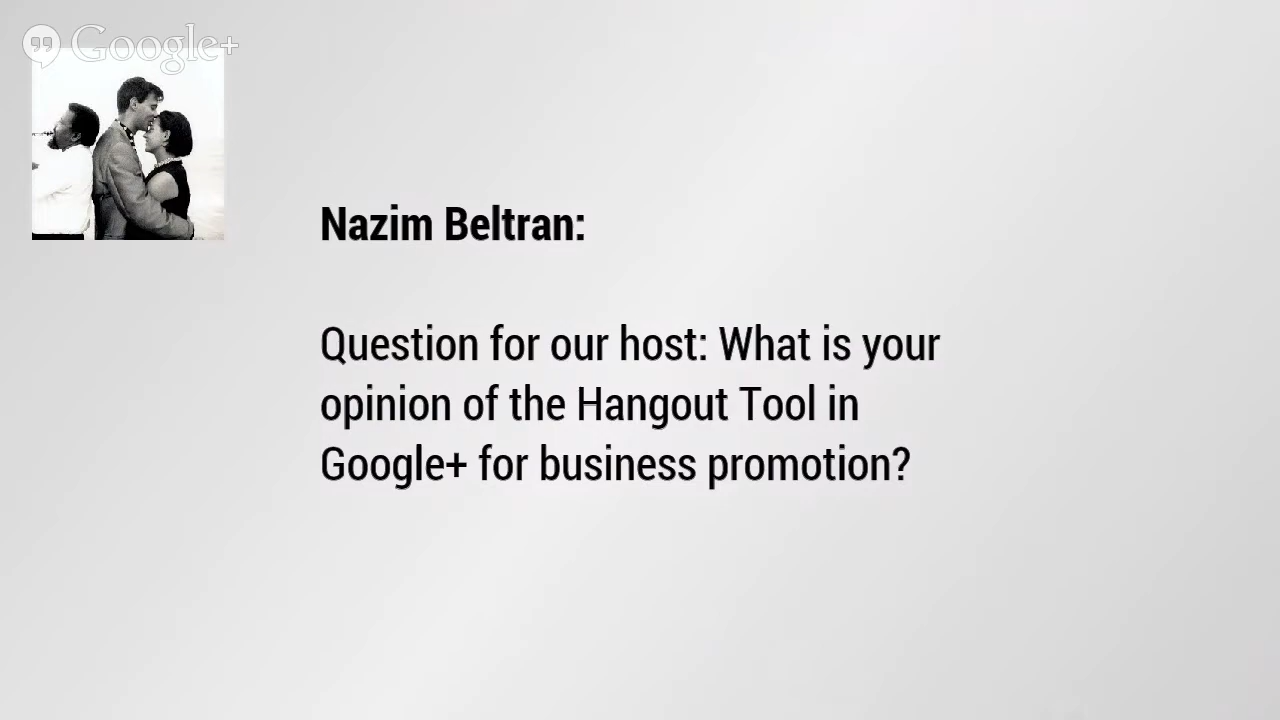 Google+
Nazim Beltran:
Question for our host: What is your
opinion of the Hangout Tool in
Google+ for business promotion?